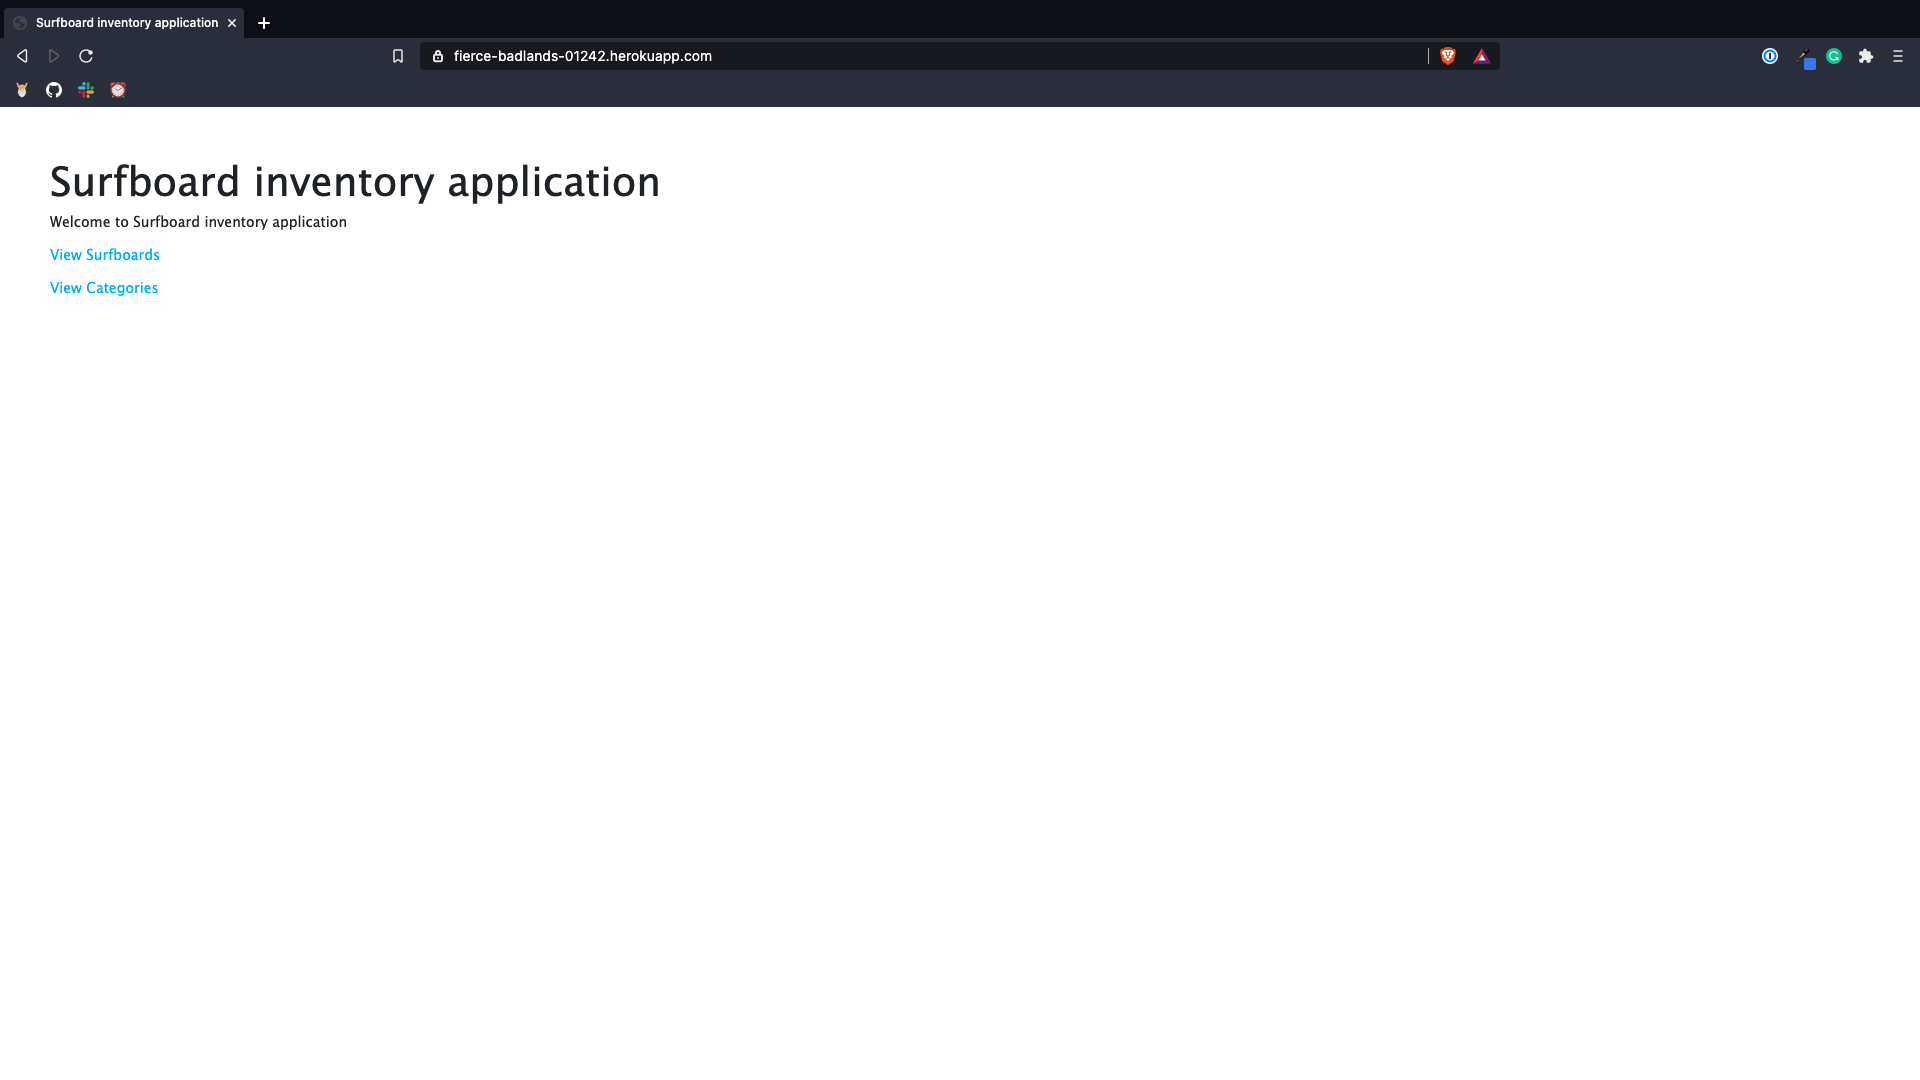 Surfboard inventory application
fierce-badlands-01242.herokuapp.com
Surfboard inventory application
Welcome to Surfboard inventory application
View Surfboards
View Categories